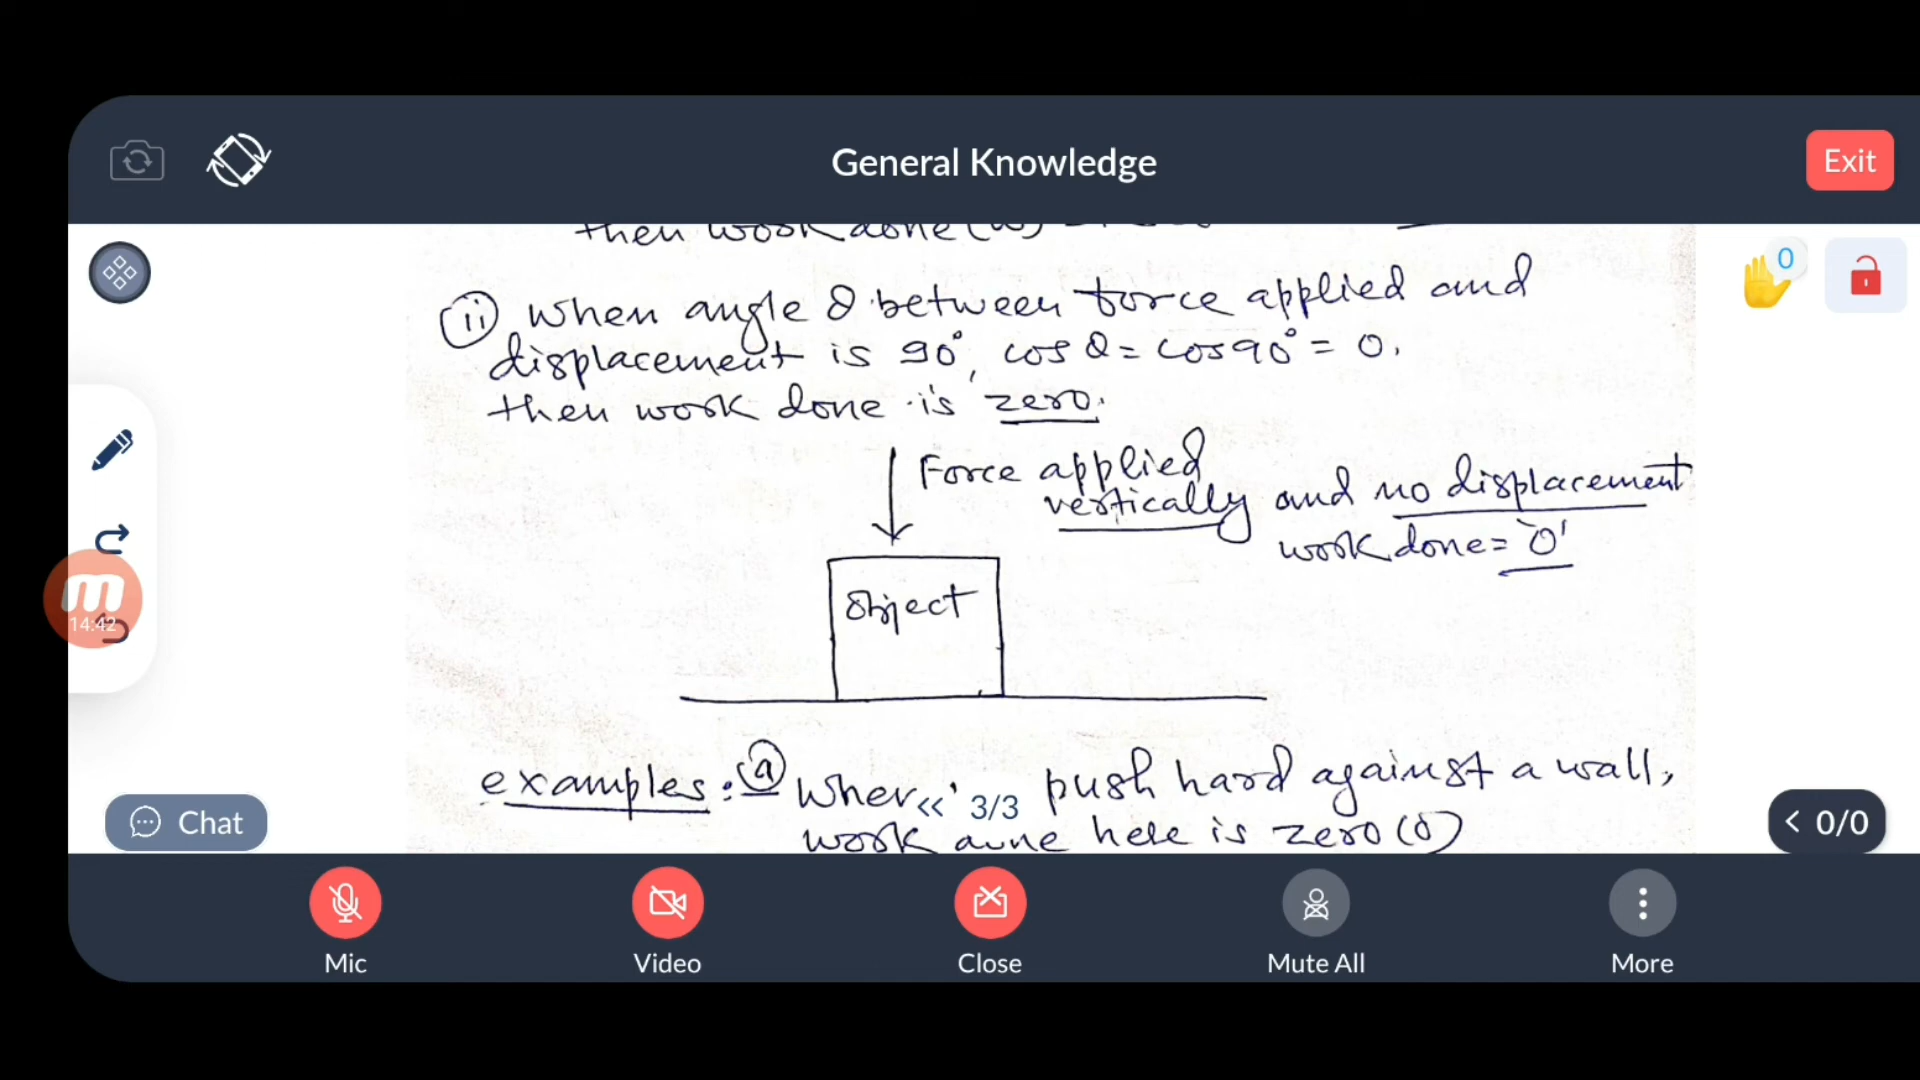 General Knowledge
Exit
then work done (W)
0
(ii) when angle θ between force applied and
displacement is 90°, cos θ = cos 90° = 0.
then work done is zero.
Force applied
vertically and no displacement
work done = '0'
object
14:42
examples: (a) When push hard against a wall,
<< 3/3
work done here is zero (0)
Chat
< 0/0
Mic
Video
Close
Mute All
More